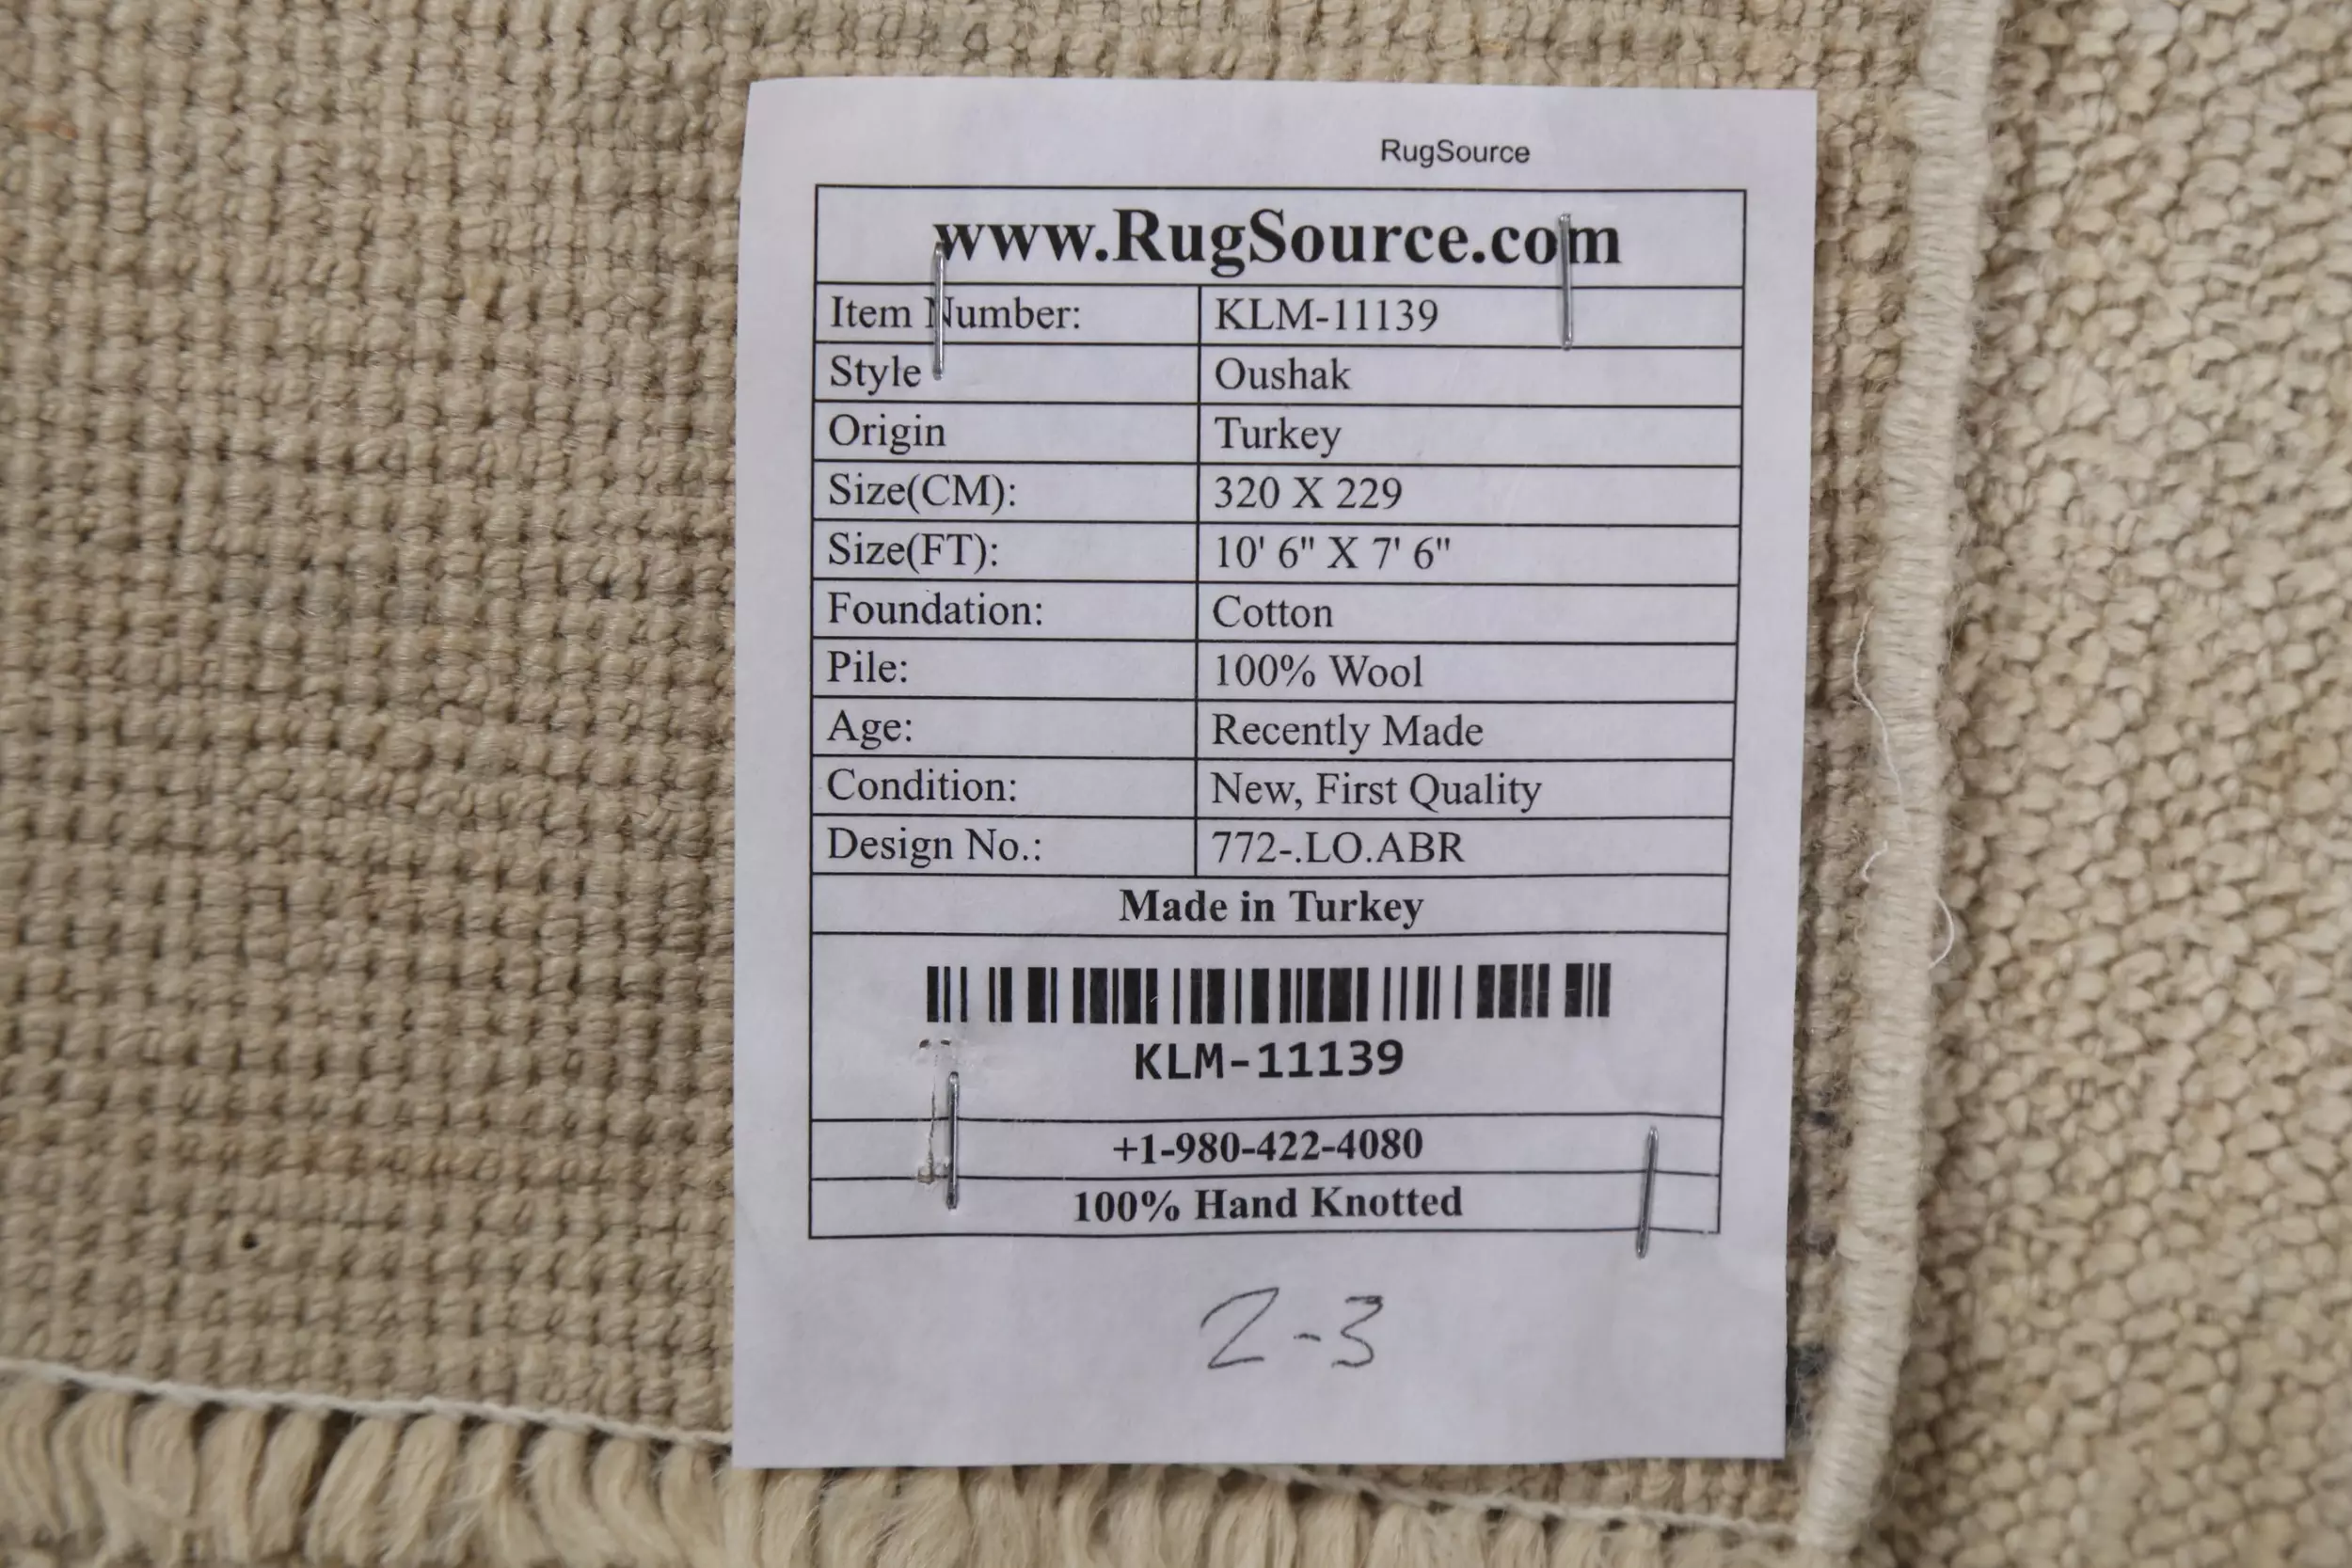 RugSource
www.RugSource.com
Item Number: KLM-11139
Style Oushak
Origin Turkey
Size(CM): 320 X 229
Size(FT): 10' 6" X 7' 6"
Foundation: Cotton
Pile: 100% Wool
Age: Recently Made
Condition: New, First Quality
Design No.: 772-.LO.ABR
Made in Turkey
KLM-11139
+1-980-422-4080
100% Hand Knotted
2-3